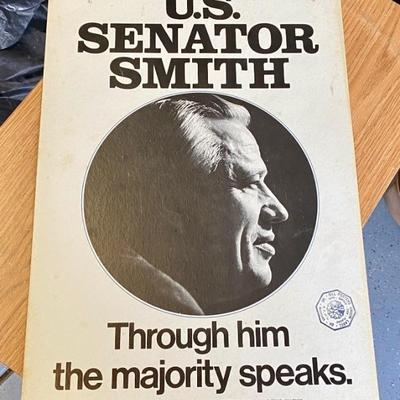 U.S.
SENATOR
SMITH
Through him
the majority speaks.